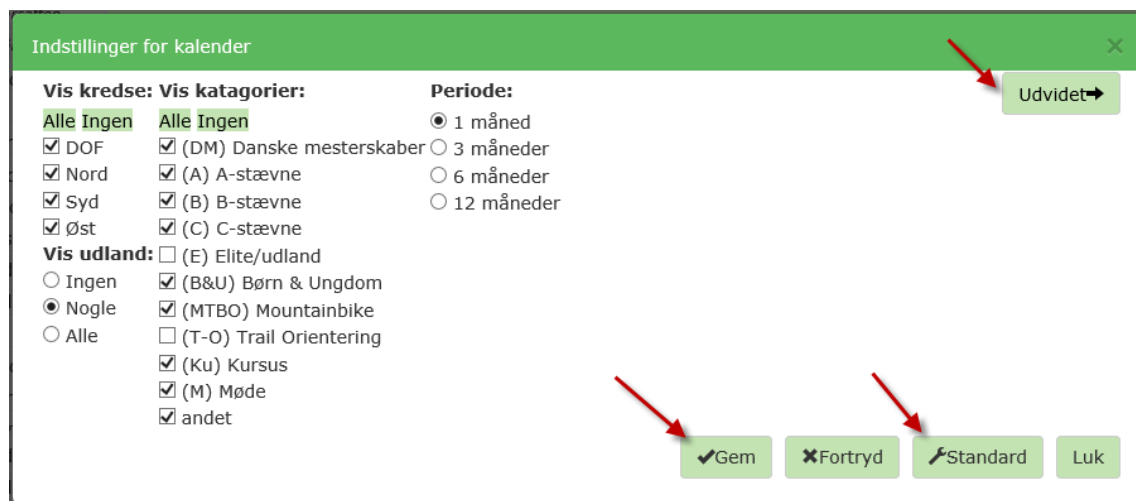 Indstillinger for kalender
Udvidet
Vis kredse:
Alle Ingen
DOF
Nord
Syd
Øst
Vis udland:
Ingen
Nogle
Alle
Vis katagorier:
Alle Ingen
(DM) Danske mesterskaber
(A) A-stævne
(B) B-stævne
(C) C-stævne
(E) Elite/udland
(B&U) Børn & Ungdom
(MTBO) Mountainbike
(T-O) Trail Orientering
(Ku) Kursus
(M) Møde
andet
Periode:
1 måned
3 måneder
6 måneder
12 måneder
Gem
Fortryd
Standard
Luk